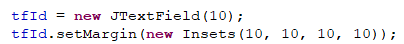 tfId = new JTextField(10);
tfId.setMargin(new Insets(10, 10, 10, 10));